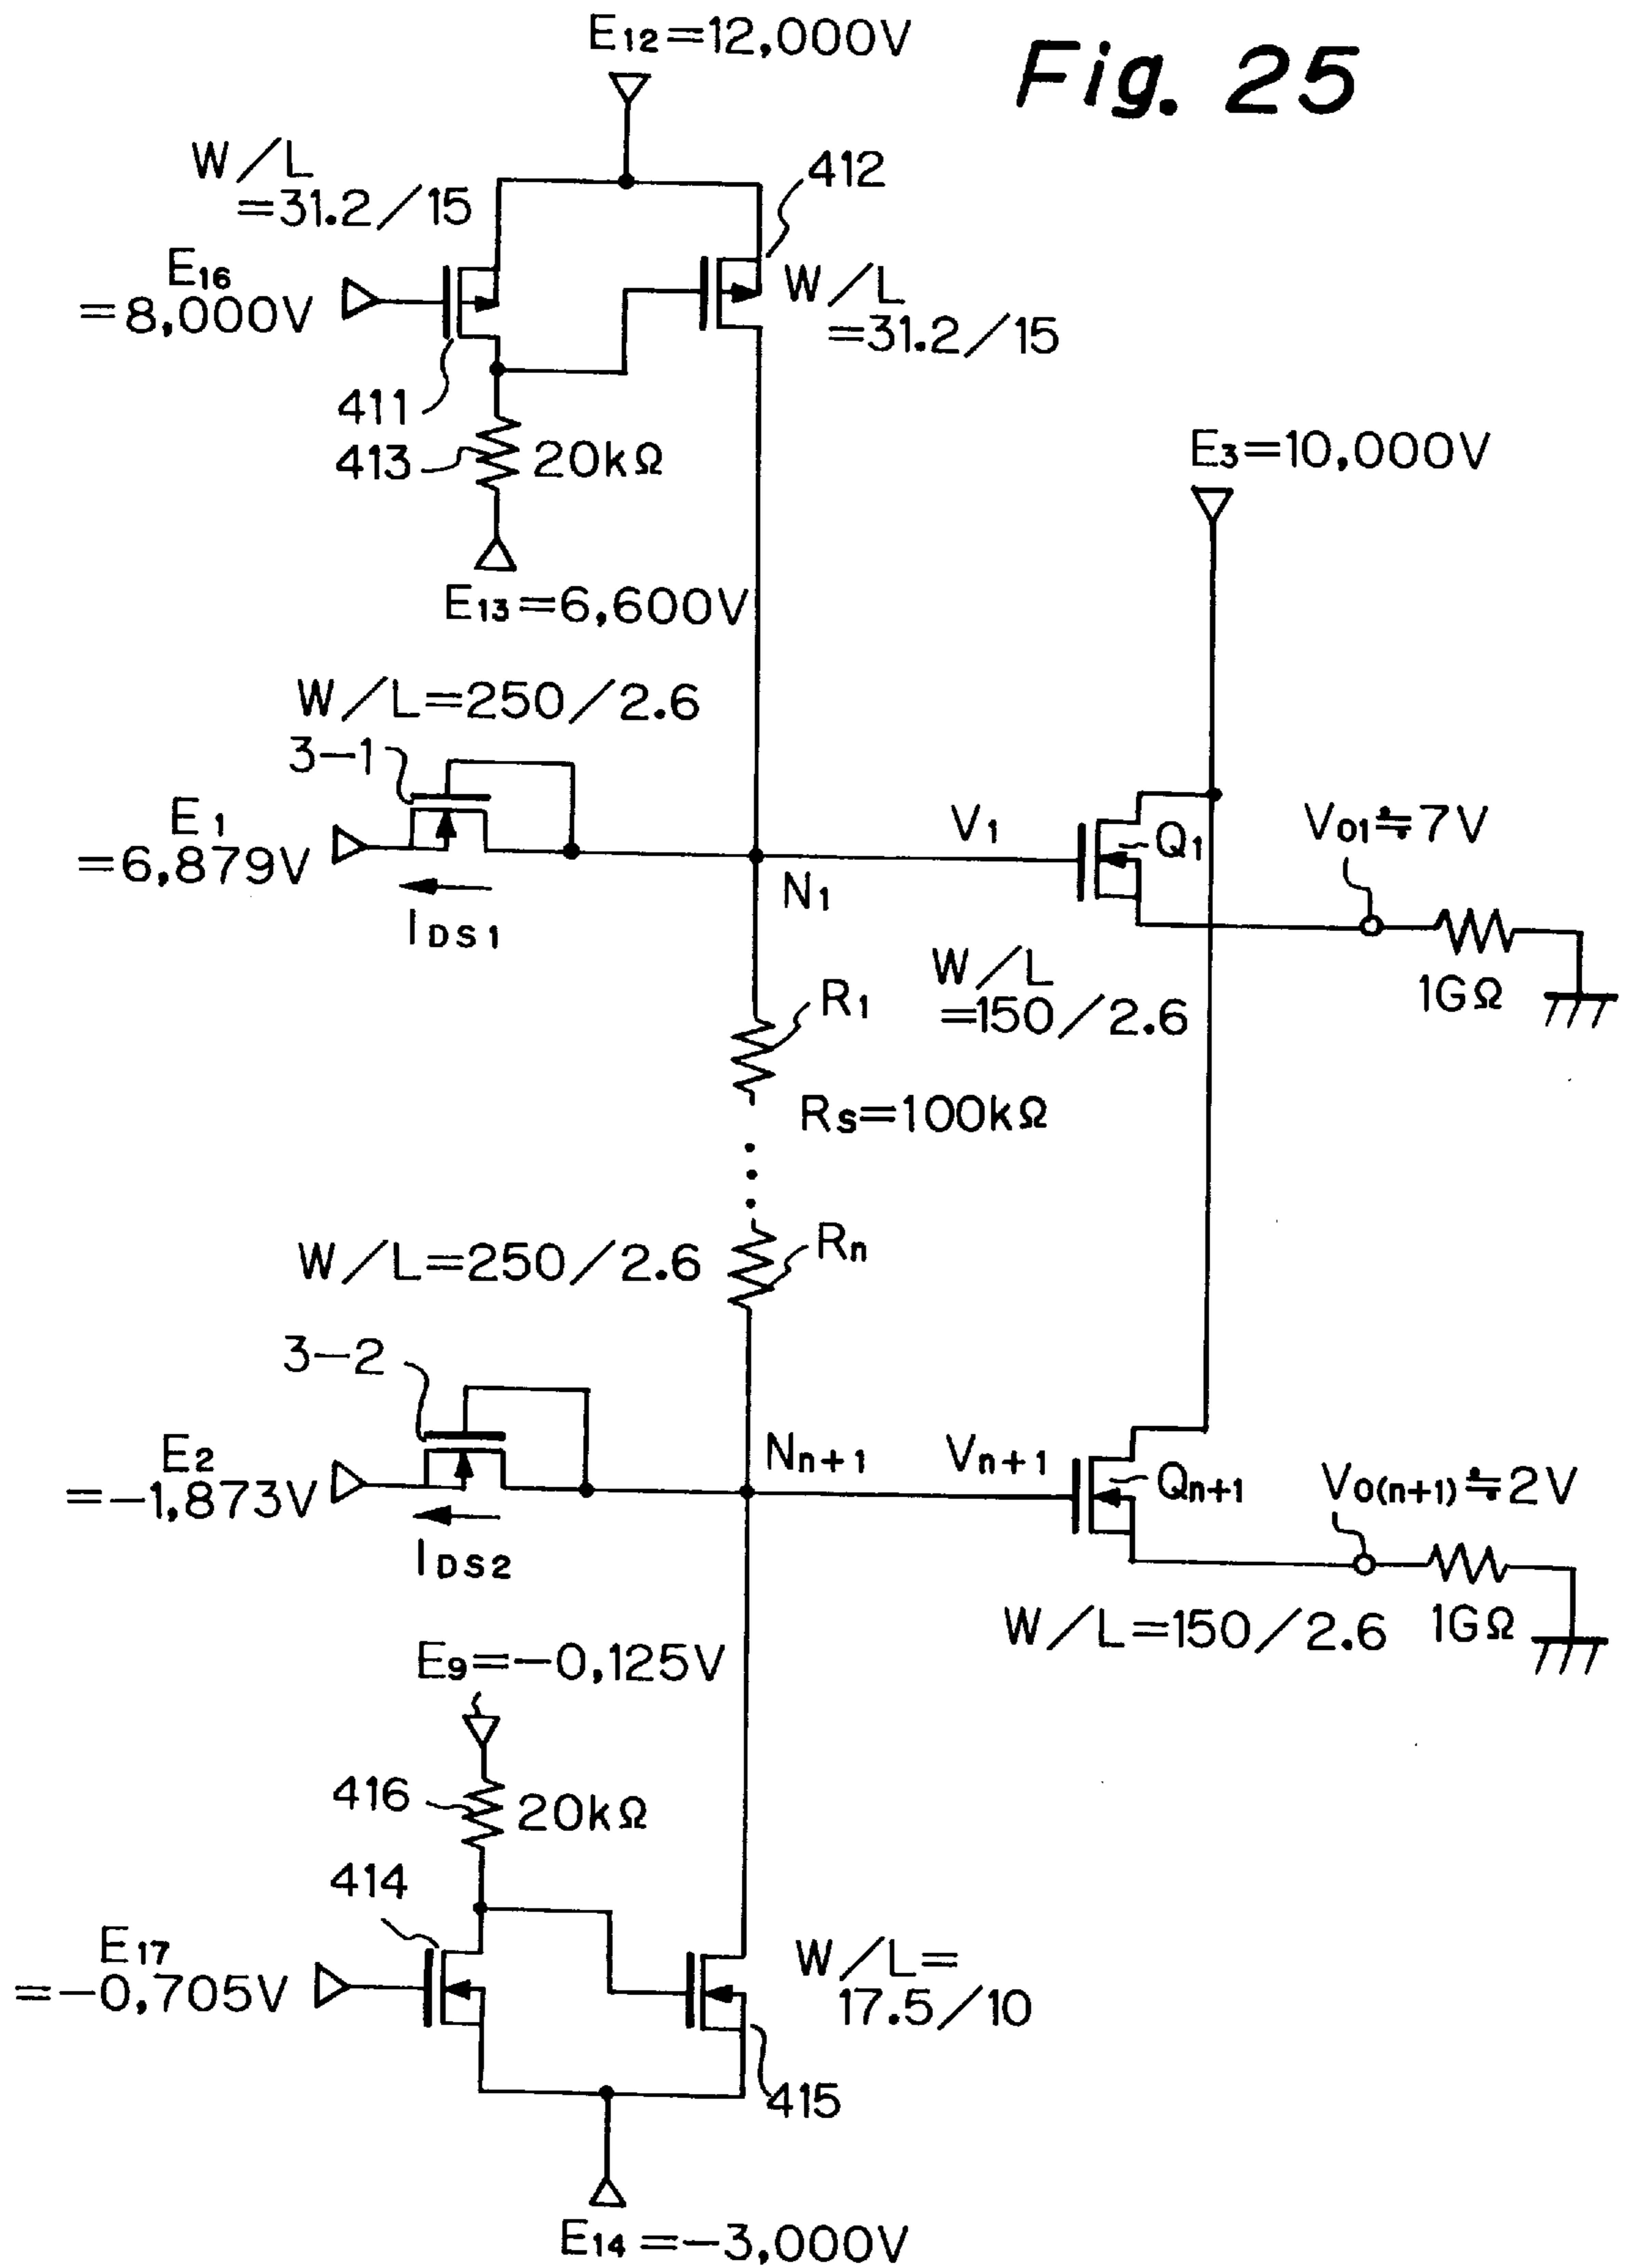 E12=12,000V
Fig. 25
W/L
=31.2/15
412
E16
=8,000V
W/L
=31.2/15
411
413
20kΩ
E3=10,000V
E13=6,600V
W/L=250/2.6
3-1
E1
=6,879V
V1
Q1
V01≒7V
N1
IDS1
W/L
=150/2.6
1GΩ
R1
Rs=100kΩ
W/L=250/2.6
Rn
3-2
E2
=-1,873V
Nn+1
Vn+1
Qn+1
V0(n+1)≒2V
IDS2
W/L=150/2.6
1GΩ
E9=-0,125V
416
20kΩ
414
E17
=-0,705V
W/L=
17.5/10
415
E14=-3,000V